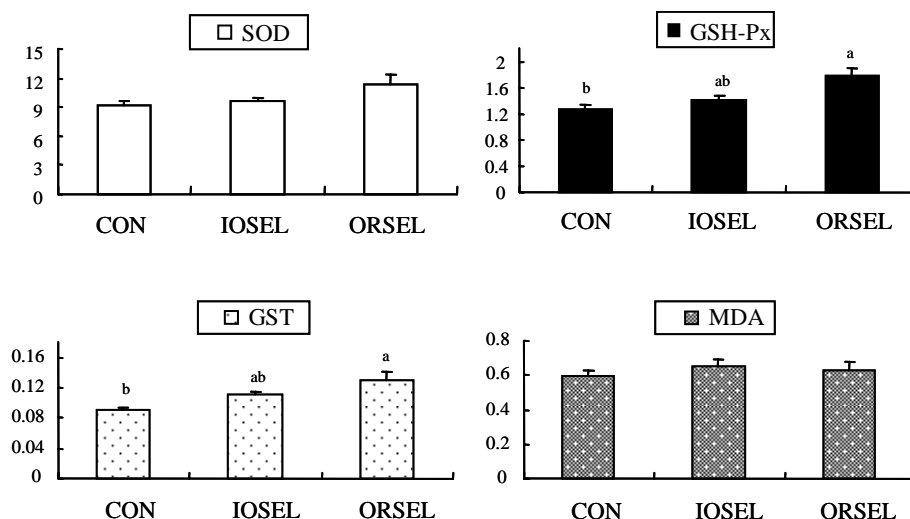 SOD
15
12
9
6
3
0
CON IOSEL ORSEL
GSH-Px
2
1.6
1.2
0.8
0.4
0
b ab a
CON IOSEL ORSEL
GST
0.16
0.12
0.08
0.04
0
b ab a
CON IOSEL ORSEL
MDA
0.8
0.6
0.4
0.2
0
CON IOSEL ORSEL